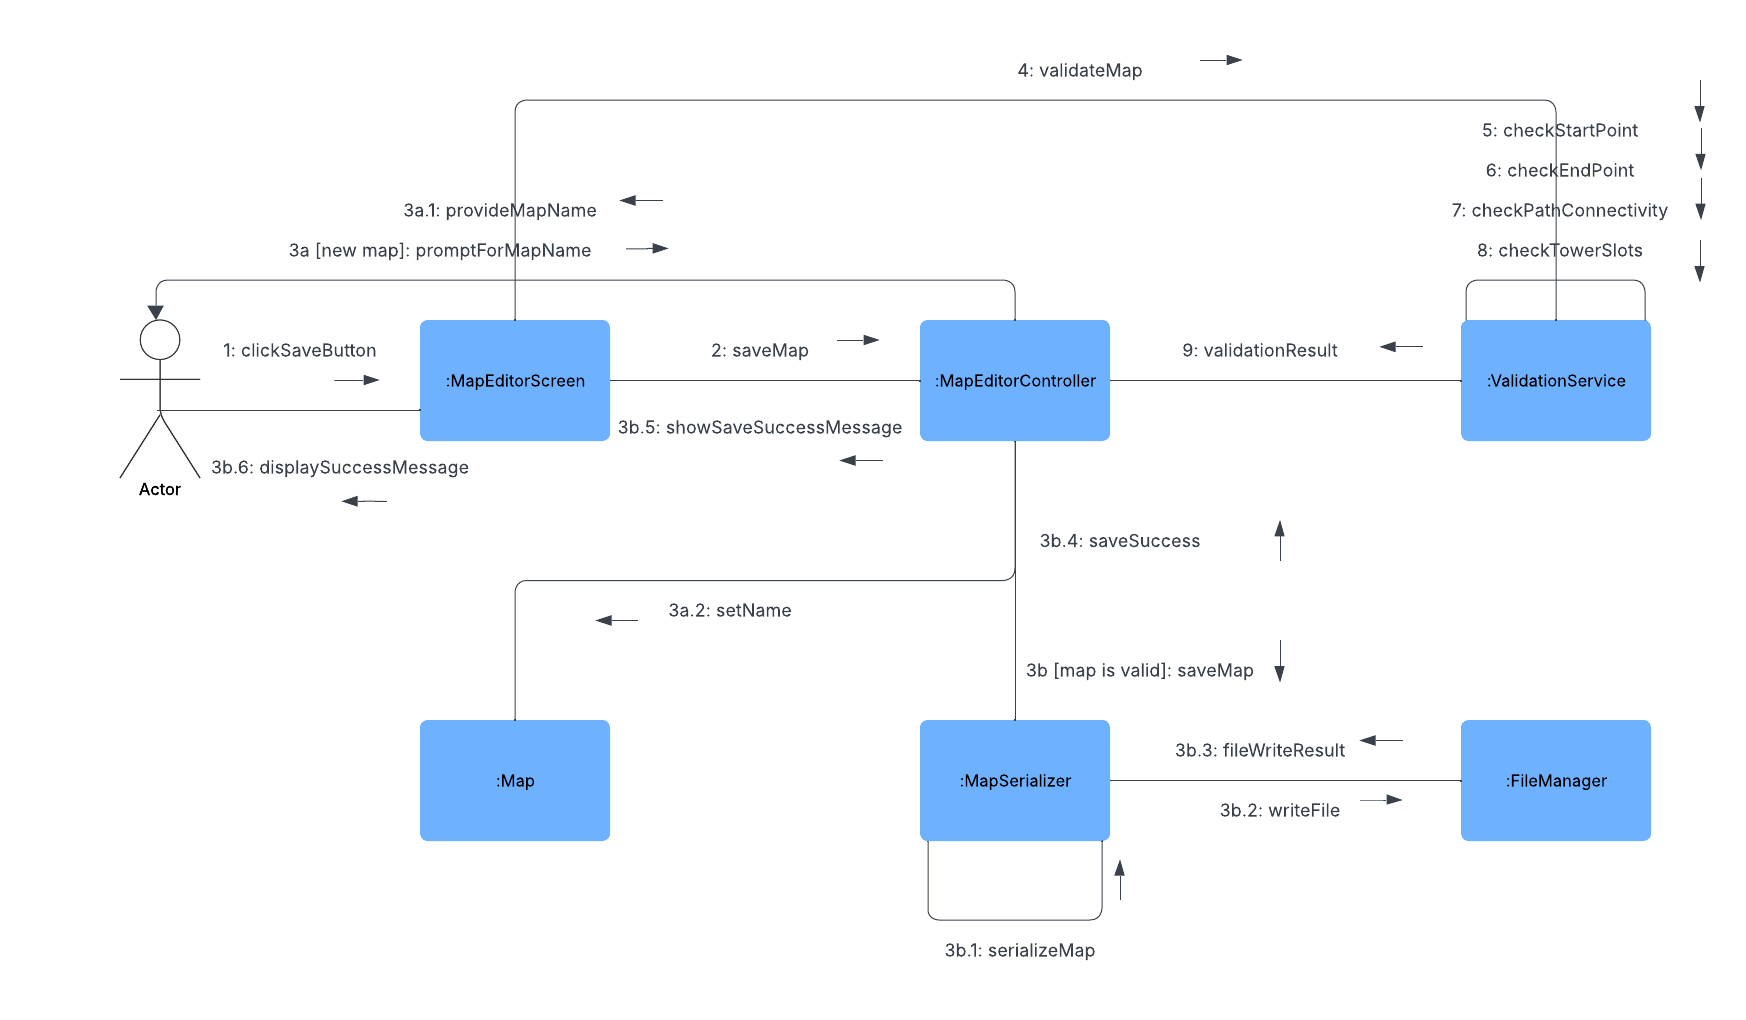 4: validateMap
5: checkStartPoint
6: checkEndPoint
3a.1: provideMapName
7: checkPathConnectivity
3a [new map]: promptForMapName
8: checkTowerSlots
1: clickSaveButton
2: saveMap
9: validationResult
:MapEditorScreen
:MapEditorController
:ValidationService
3b.5: showSaveSuccessMessage
3b.6: displaySuccessMessage
Actor
3b.4: saveSuccess
3a.2: setName
3b [map is valid]: saveMap
3b.3: fileWriteResult
:Map
:MapSerializer
:FileManager
3b.2: writeFile
3b.1: serializeMap